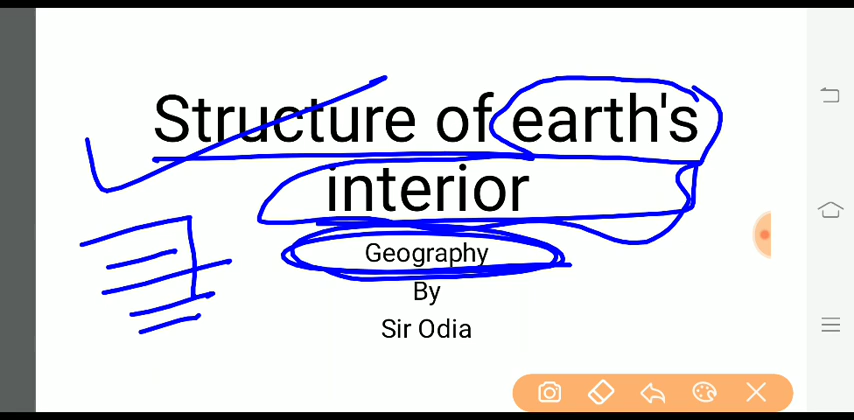 Structure of earth's
interior
Geography
By
Sir Odia